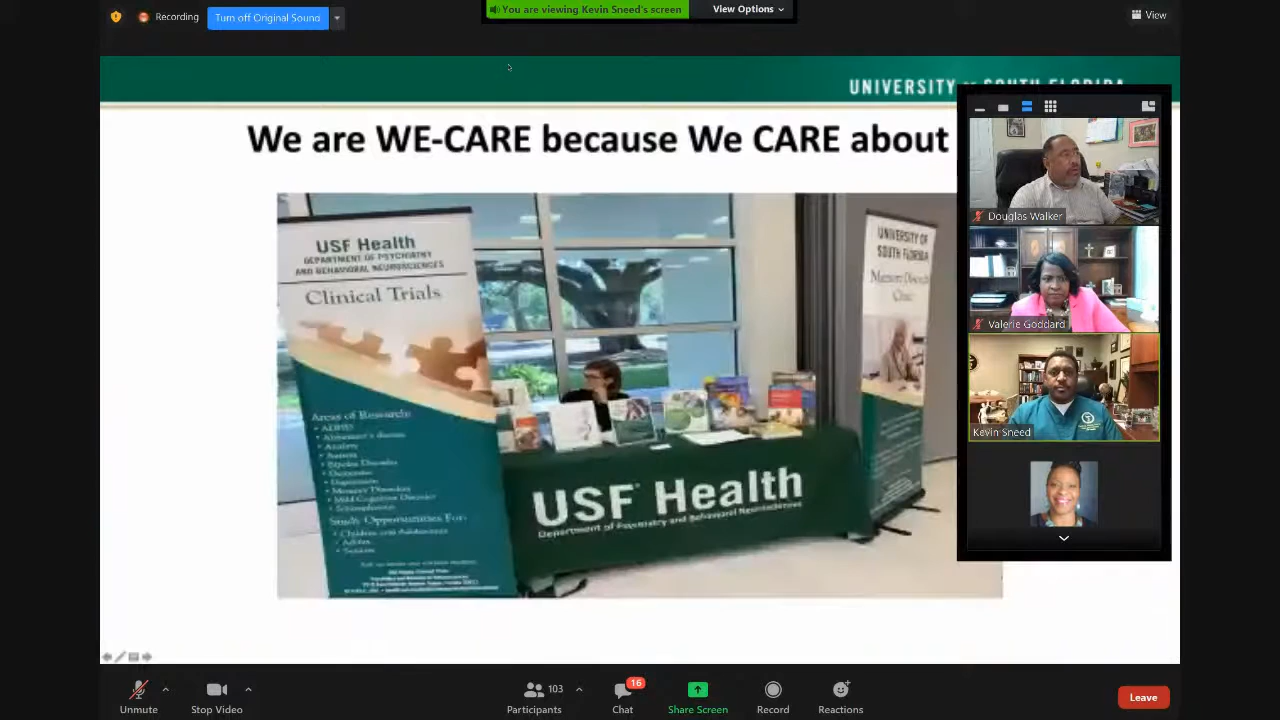 Recording
Turn off Original Sound
You are viewing Kevin Sneed's screen
View Options
View
UNIVERSITY OF SOUTH FLORIDA
We are WE-CARE because We CARE about
USF Health
DEPARTMENT OF PSYCHIATRY
AND BEHAVIORAL NEUROSCIENCES
Clinical Trials
Areas of Research:
• ADHD
• Alzheimer's disease
• Anxiety
• Autism
• Bipolar Disorder
• Dementia
• Depression
• Memory Disorders
• Mild Cognitive Disorder
• Schizophrenia
Study Opportunities For:
• Children and Adolescents
• Adults
• Seniors
USF Health
Department of Psychiatry and Behavioral Neurosciences
UNIVERSITY OF
SOUTH FLORIDA
Memory Disorder
Clinic
Douglas Walker
Valerie Goddard
Kevin Sneed
Unmute
Stop Video
103
Participants
16
Chat
Share Screen
Record
Reactions
Leave